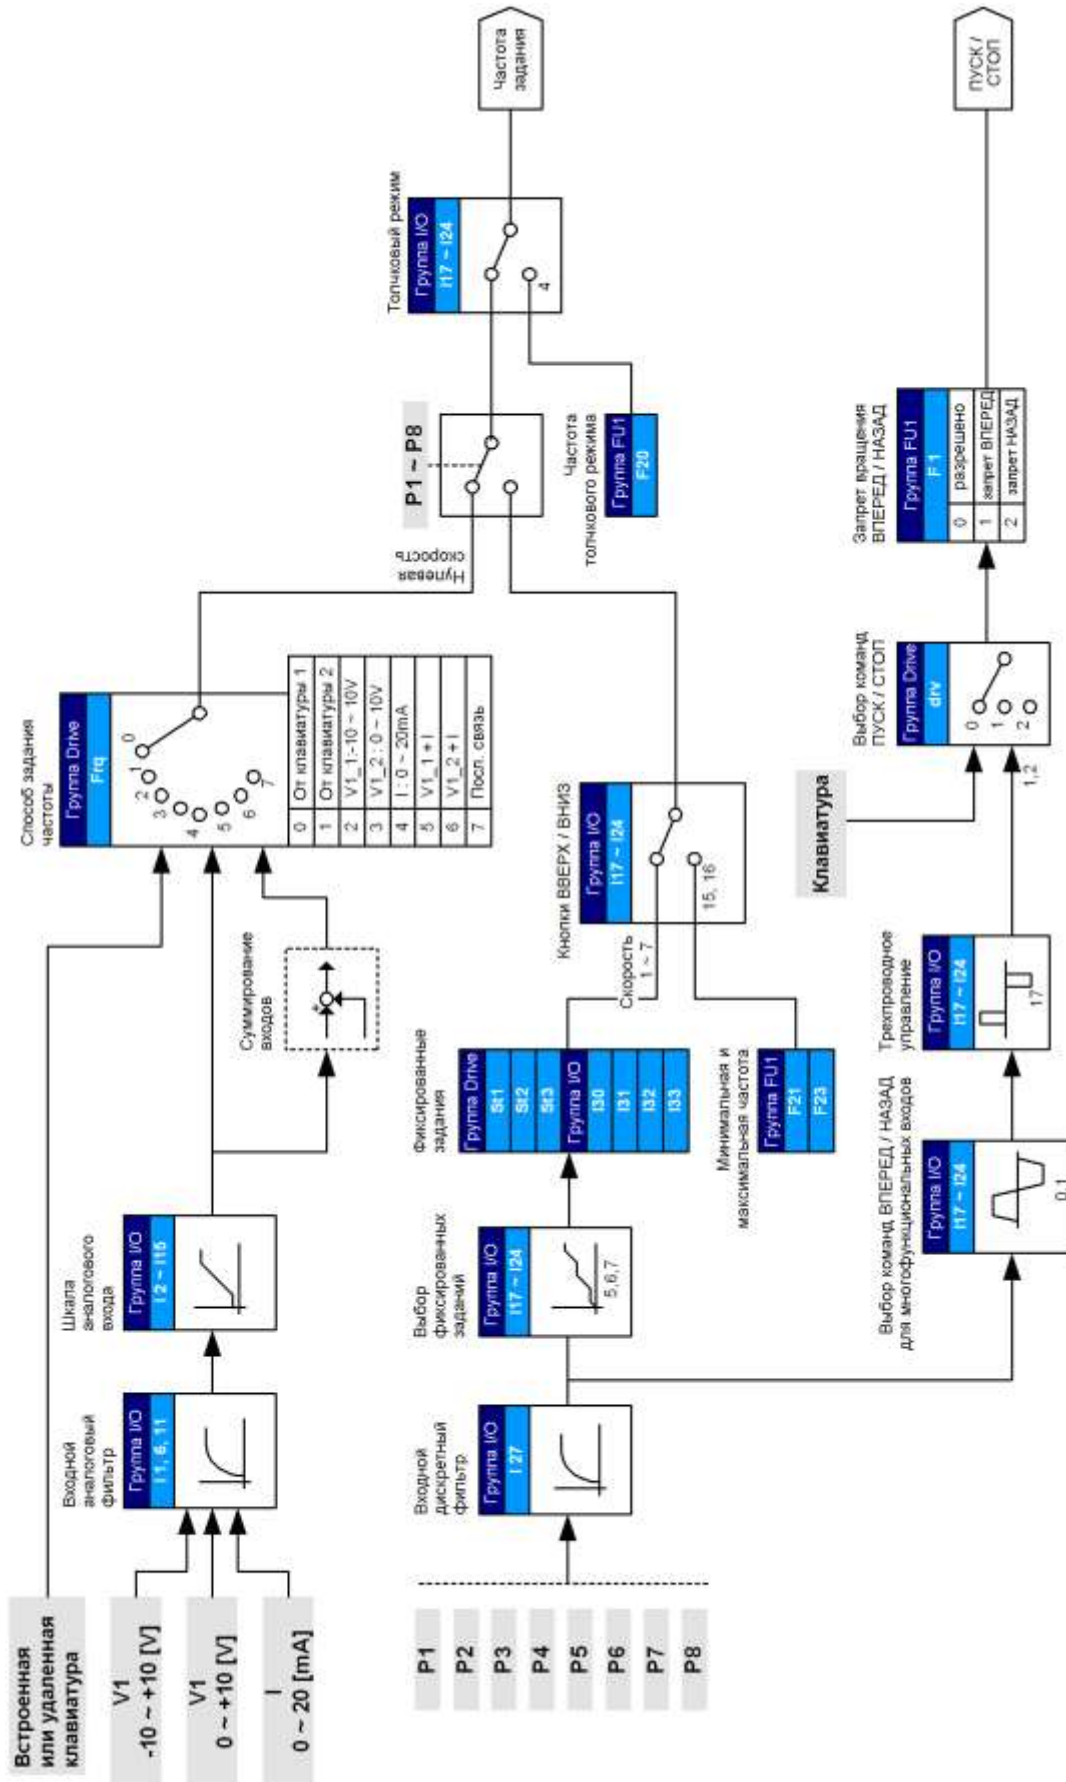 Встроенная
или удаленная
клавиатура
V1
-10 ~ +10 [V]
V1
0 ~ +10 [V]
I
0 ~ 20 [mA]
Входной
аналоговый
фильтр
Группа I/O
I 1, 6, 11
Шкала
аналогового
входа
Группа I/O
I 2 ~ I15
Суммирование
входов
+
Способ задания
частоты
Группа Drive
Frq
0
1
2
3
4
5
6
7
0 От клавиатуры 1
1 От клавиатуры 2
2 V1_1:-10 ~ 10V
3 V1_2 : 0 ~ 10V
4 I : 0 ~ 20mA
5 V1_1 + I
6 V1_2 + I
7 Посл. связь
Нулевая
скорость
P1 ~ P8
Толчковый режим
Группа I/O
I17 ~ I24
4
Частота
задания
Частота
толчкового режима
Группа FU1
F20
P1
P2
P3
P4
P5
P6
P7
P8
Входной
дискретный
фильтр
Группа I/O
I 27
Выбор
фиксированных
заданий
Группа I/O
I17 ~ I24
5,6,7
Фиксированные
задания
Группа Drive
St1
St2
St3
Группа I/O
I30
I31
I32
I33
Скорость
1 ~ 7
Кнопки ВВЕРХ / ВНИЗ
Группа I/O
I17 ~ I24
15, 16
Минимальная и
максимальная частота
Группа FU1
F21
F23
Выбор команд ВПЕРЕД / НАЗАД
для многофункциональных входов
Группа I/O
I17 ~ I24
0,1
Трехпроводное
управление
Группа I/O
I17 ~ I24
17
Клавиатура
Выбор команд
ПУСК / СТОП
Группа Drive
drv
0
1
2
1,2
Запрет вращения
ВПЕРЕД / НАЗАД
Группа FU1
F 1
0 разрешено
1 запрет ВПЕРЕД
2 запрет НАЗАД
ПУСК /
СТОП